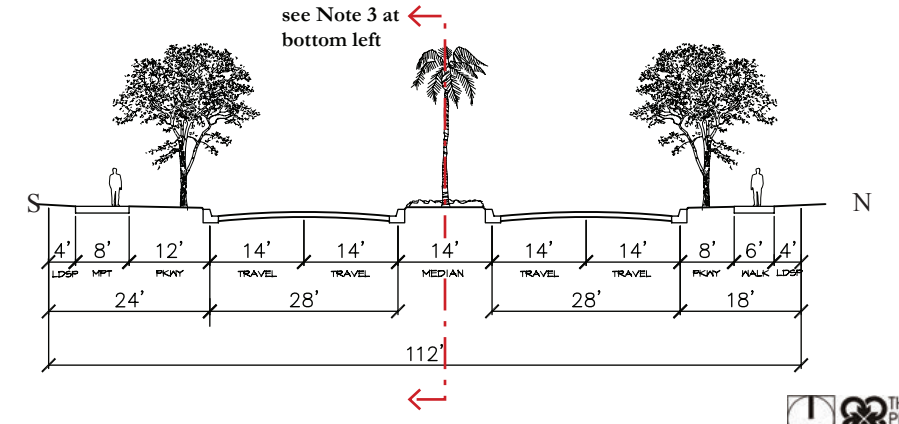 see Note 3 at
bottom left
S N
4' 8' 12' 14' 14' 14' 14' 14' 8' 6' 4'
LDSP MPT PKWY TRAVEL TRAVEL MEDIAN TRAVEL TRAVEL PKWY WALK LDSP
24' 28' 28' 18'
112'